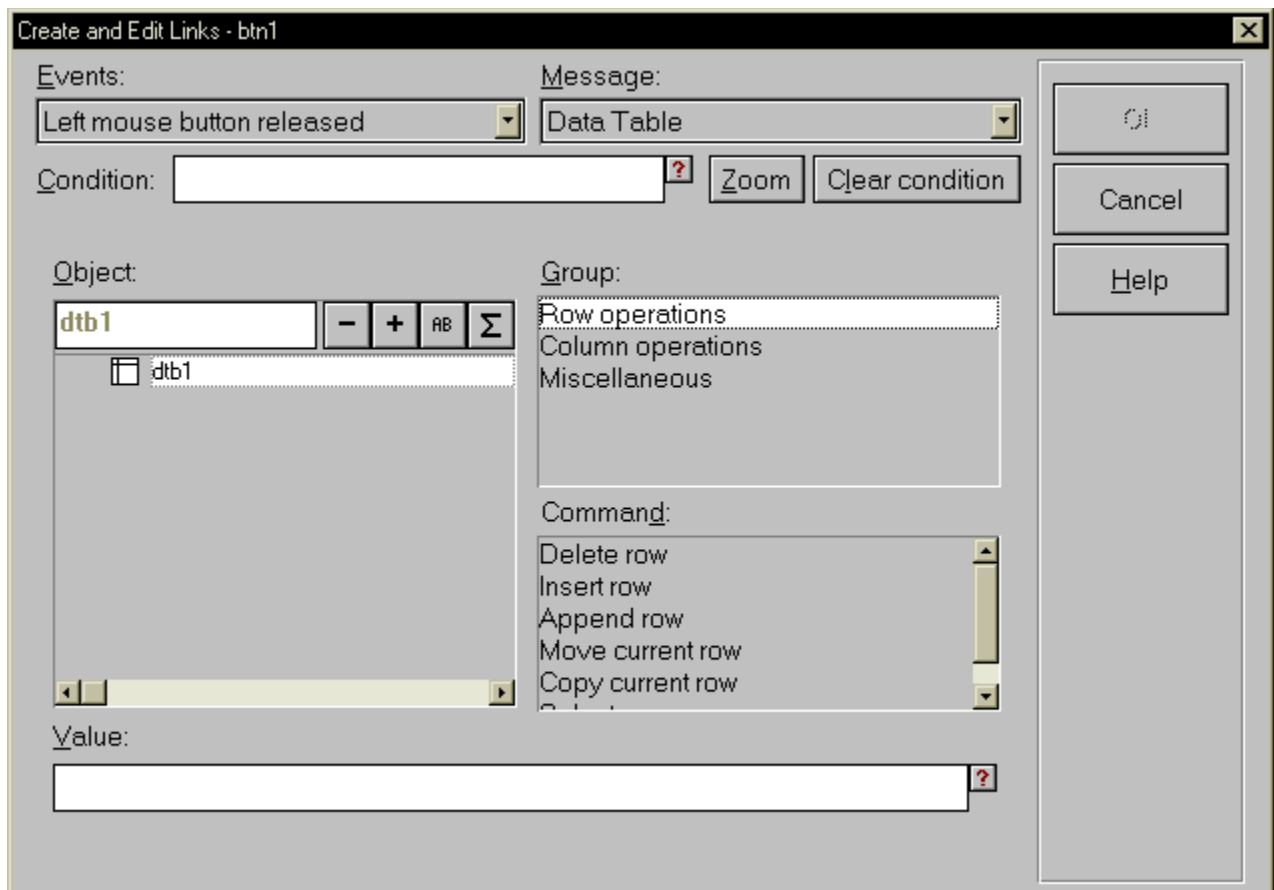 Create and Edit Links - btn1
Events:
Message:
Left mouse button released
Data Table
Condition:
?
Zoom
Clear condition
Cancel
Help
Object:
Group:
dtb1
− + AB Σ
dtb1
Row operations
Column operations
Miscellaneous
Command:
Delete row
Insert row
Append row
Move current row
Copy current row
Value:
?